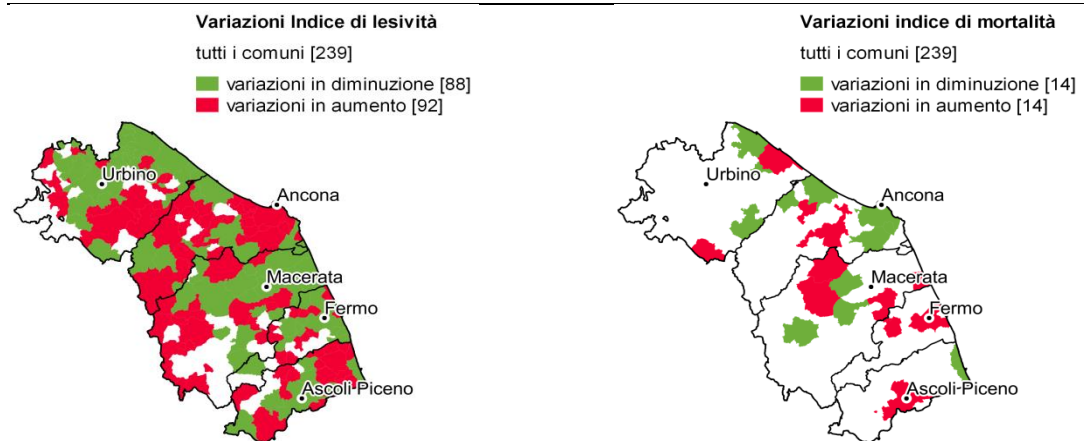 Variazioni Indice di lesività
tutti i comuni [239]
variazioni in diminuzione [88]
variazioni in aumento [92]
Urbino
Ancona
Macerata
Fermo
Ascoli Piceno
Variazioni indice di mortalità
tutti i comuni [239]
variazioni in diminuzione [14]
variazioni in aumento [14]
Urbino
Ancona
Macerata
Fermo
Ascoli Piceno